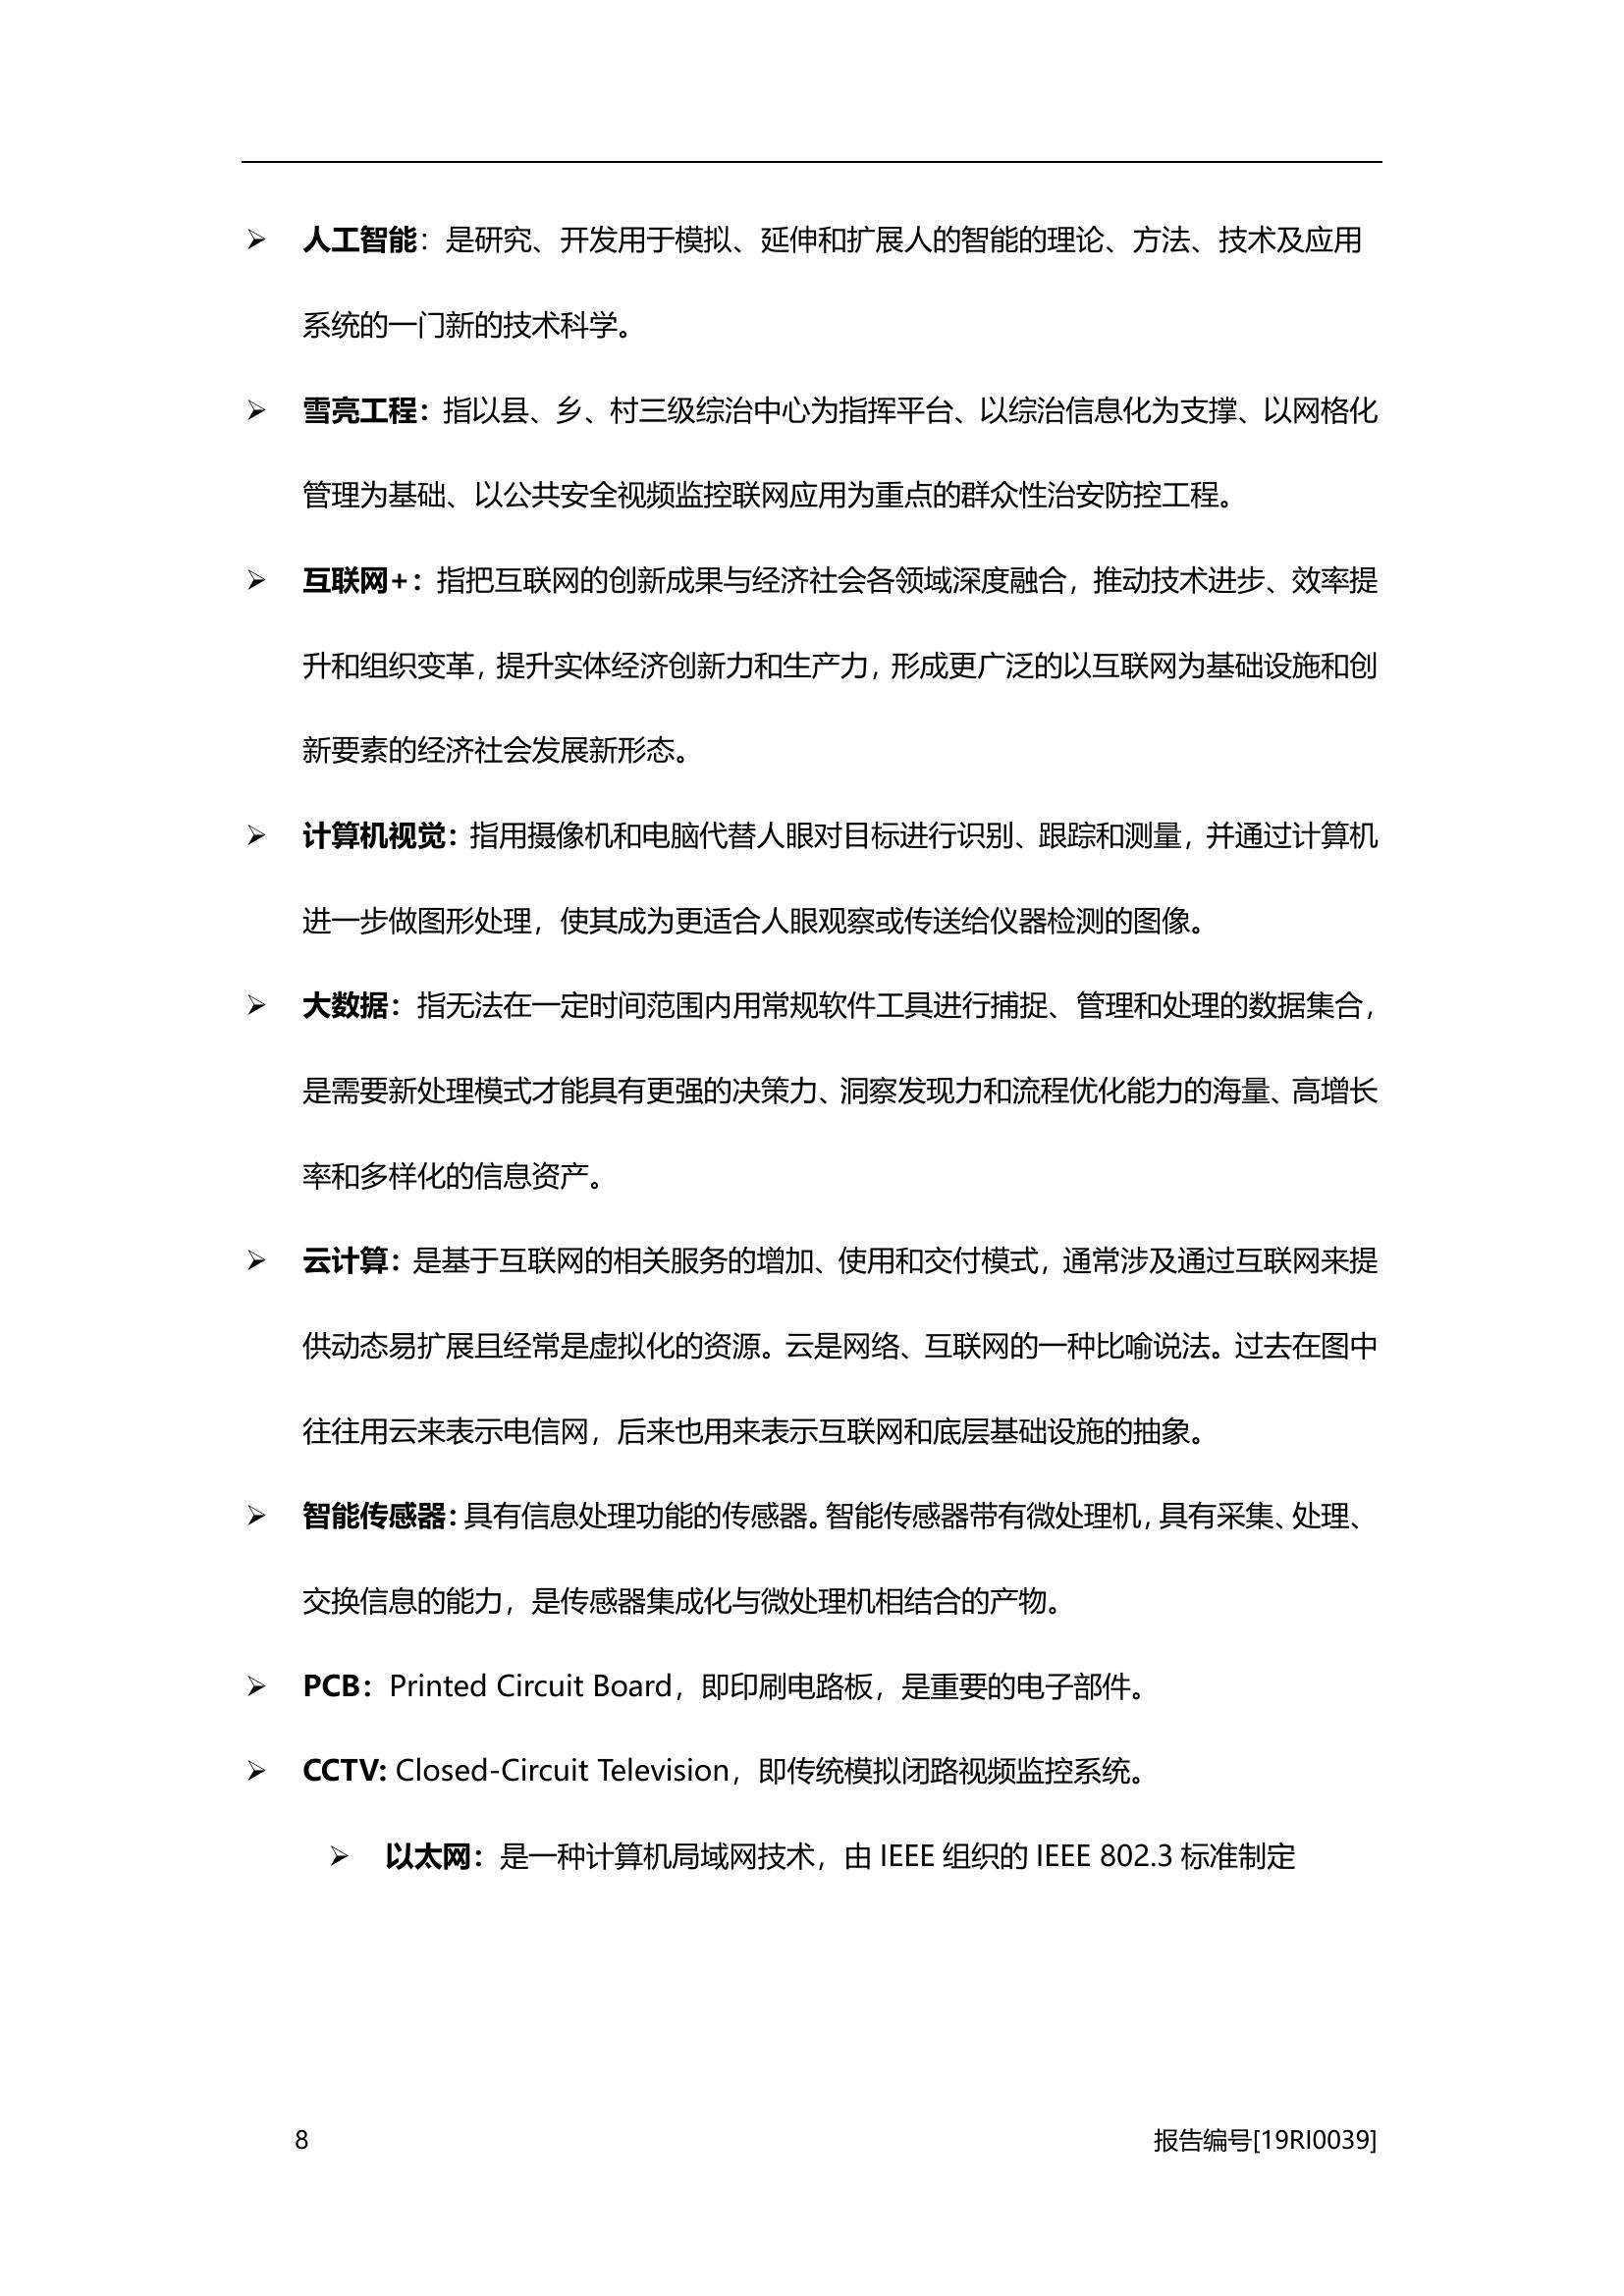 ➢ 人工智能：是研究、开发用于模拟、延伸和扩展人的智能的理论、方法、技术及应用
系统的一门新的技术科学。
➢ 雪亮工程：指以县、乡、村三级综治中心为指挥平台、以综治信息化为支撑、以网格化
管理为基础、以公共安全视频监控联网应用为重点的群众性治安防控工程。
➢ 互联网+：指把互联网的创新成果与经济社会各领域深度融合，推动技术进步、效率提
升和组织变革，提升实体经济创新力和生产力，形成更广泛的以互联网为基础设施和创
新要素的经济社会发展新形态。
➢ 计算机视觉：指用摄像机和电脑代替人眼对目标进行识别、跟踪和测量，并通过计算机
进一步做图形处理，使其成为更适合人眼观察或传送给仪器检测的图像。
➢ 大数据：指无法在一定时间范围内用常规软件工具进行捕捉、管理和处理的数据集合，
是需要新处理模式才能具有更强的决策力、洞察发现力和流程优化能力的海量、高增长
率和多样化的信息资产。
➢ 云计算：是基于互联网的相关服务的增加、使用和交付模式，通常涉及通过互联网来提
供动态易扩展且经常是虚拟化的资源。云是网络、互联网的一种比喻说法。过去在图中
往往用云来表示电信网，后来也用来表示互联网和底层基础设施的抽象。
➢ 智能传感器：具有信息处理功能的传感器。智能传感器带有微处理机，具有采集、处理、
交换信息的能力，是传感器集成化与微处理机相结合的产物。
➢ PCB：Printed Circuit Board，即印刷电路板，是重要的电子部件。
➢ CCTV: Closed-Circuit Television，即传统模拟闭路视频监控系统。
➢ 以太网：是一种计算机局域网技术，由 IEEE 组织的 IEEE 802.3 标准制定
8 报告编号[19RI0039]